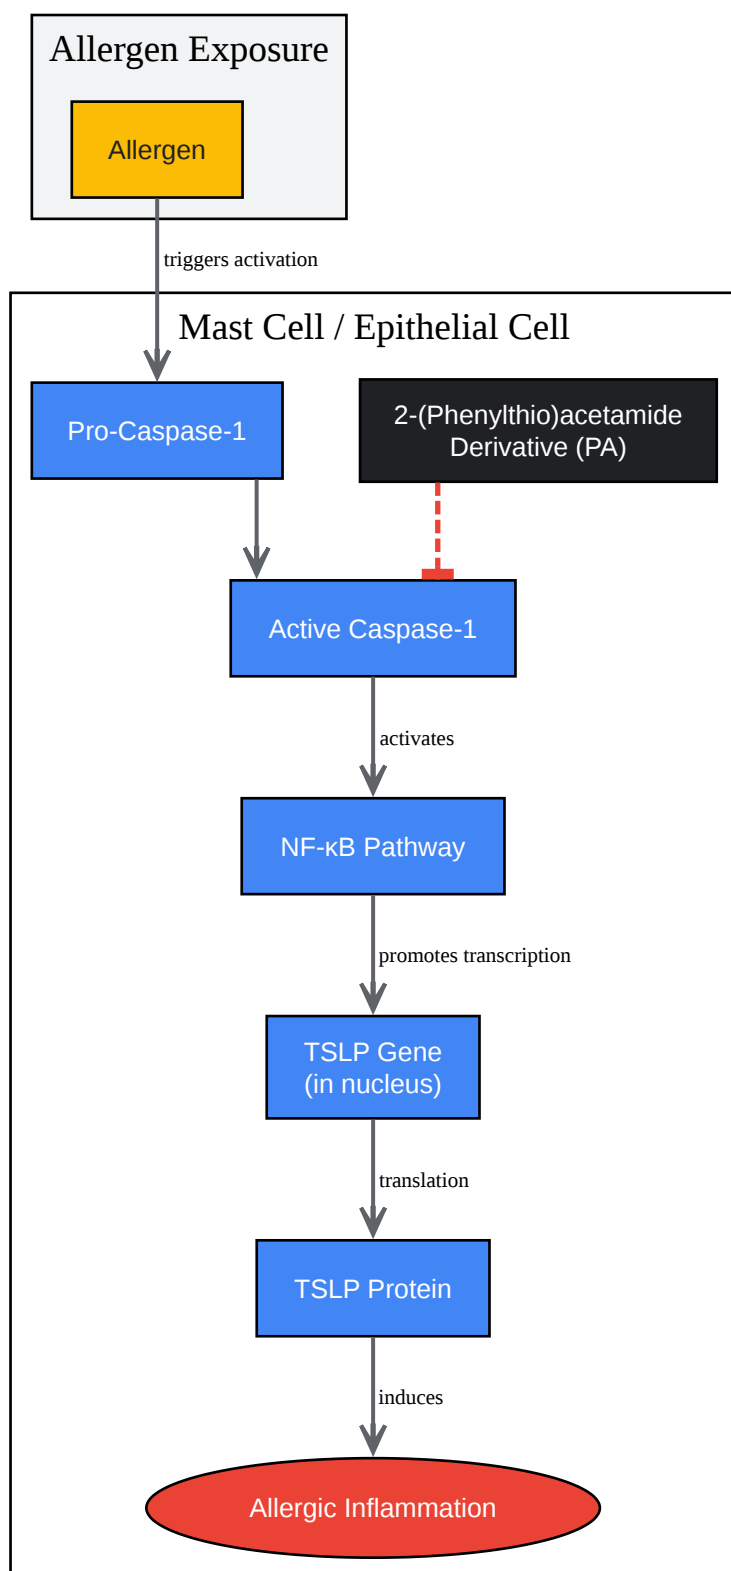 Allergen Exposure
Allergen
triggers activation
Mast Cell / Epithelial Cell
Pro-Caspase-1
2-(Phenylthio)acetamide
Derivative (PA)
Active Caspase-1
activates
NF-κB Pathway
promotes transcription
TSLP Gene
(in nucleus)
translation
TSLP Protein
induces
Allergic Inflammation